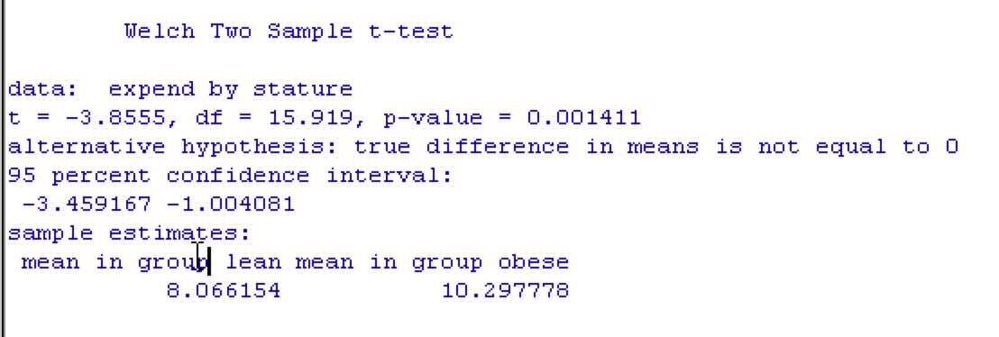 Welch Two Sample t-test
data:  expend by stature
t = -3.8555, df = 15.919, p-value = 0.001411
alternative hypothesis: true difference in means is not equal to 0
95 percent confidence interval:
-3.459167 -1.004081
sample estimates:
mean in group lean mean in group obese
8.066154 10.297778